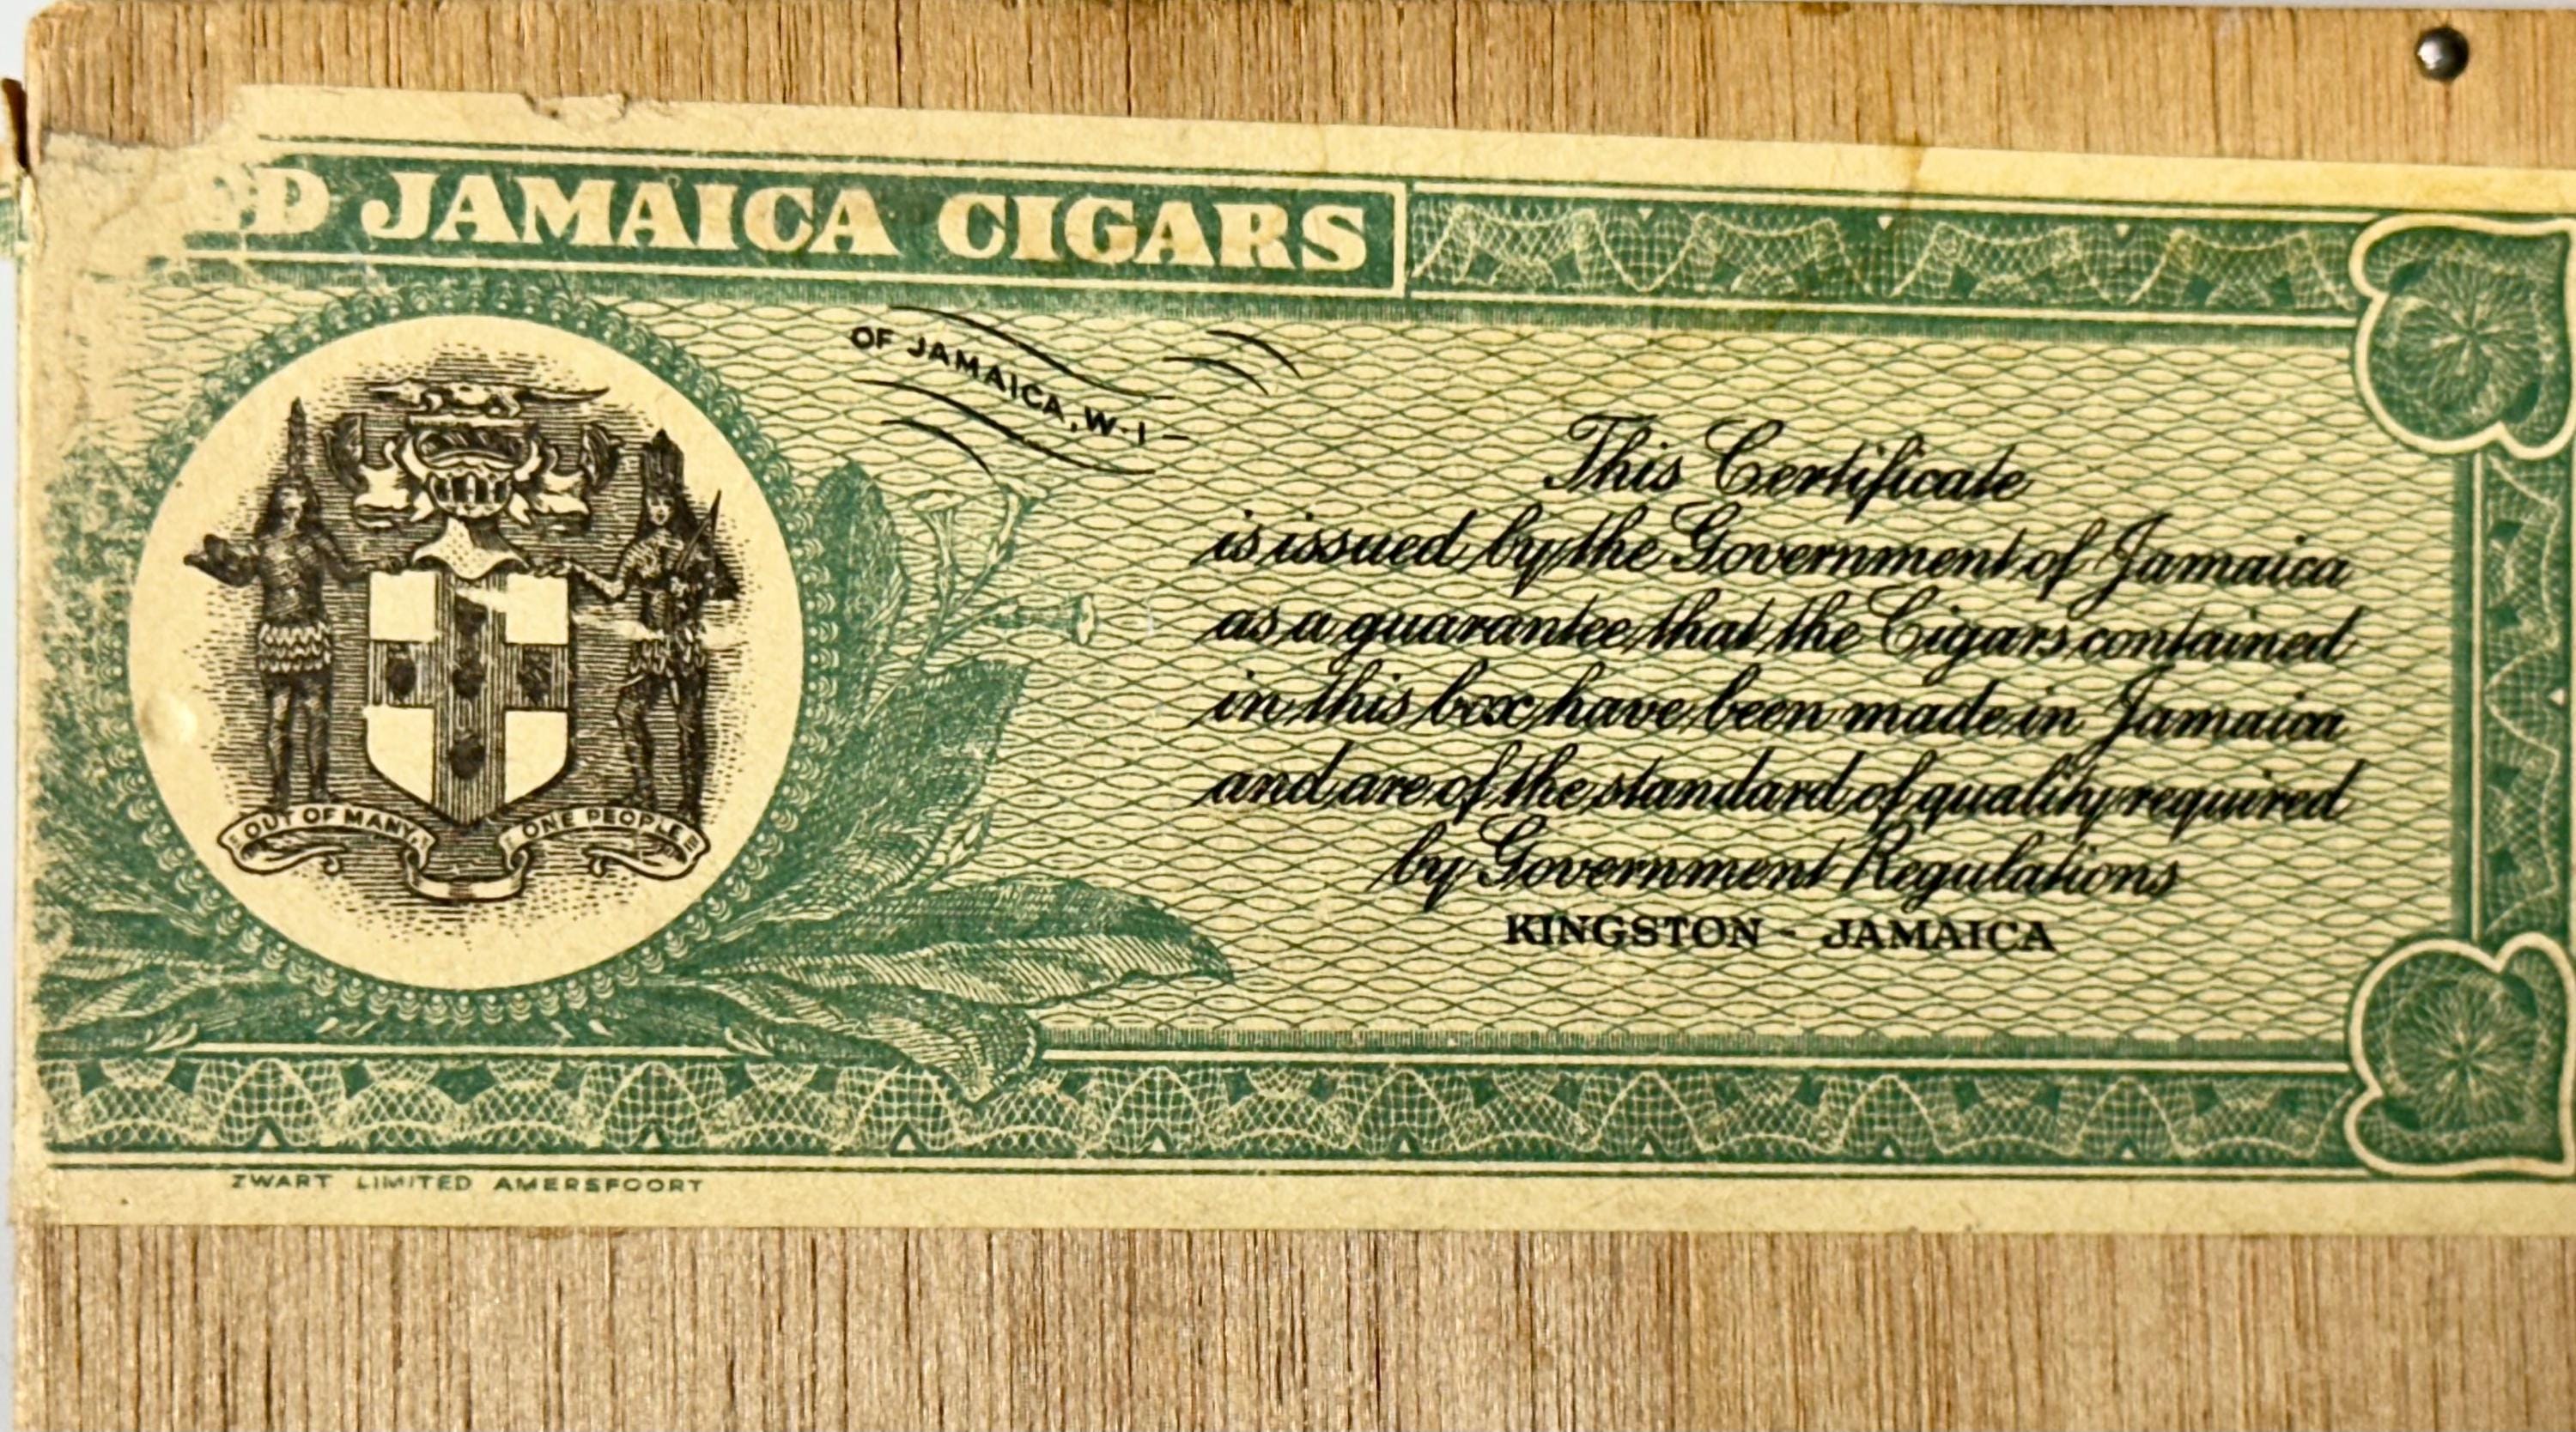 D JAMAICA CIGARS
OF JAMAICA, W·I –
This Certificate
is issued by the Government of Jamaica
as a guarantee that the Cigars contained
in this box have been made in Jamaica
and are of the standard of quality required
by Government Regulations
KINGSTON - JAMAICA
OUT OF MANY, ONE PEOPLE
ZWART LIMITED AMERSFOORT